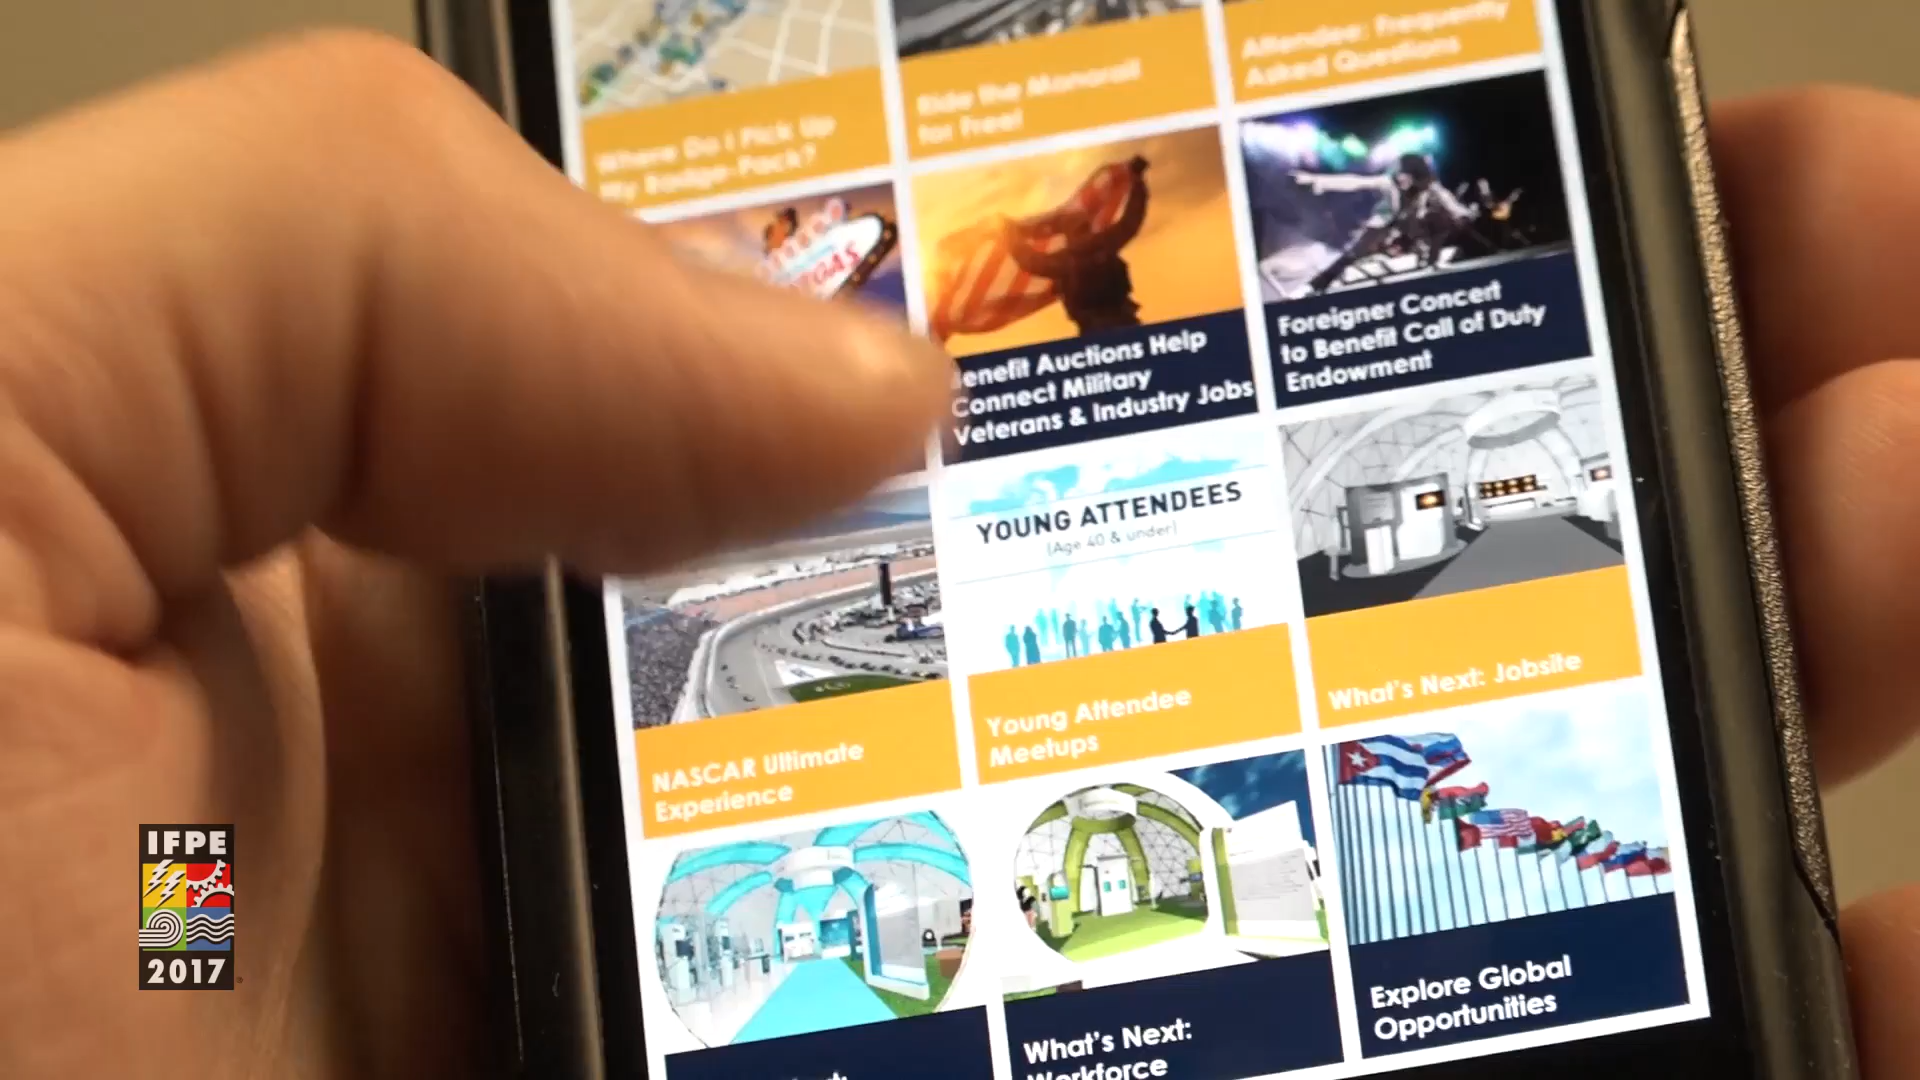 Where Do I Pick Up
My Badge-Pack?
Ride the Monorail
for Free!
Attendee: Frequently
Asked Questions
VEGAS
Benefit Auctions Help
Connect Military
Veterans & Industry Jobs
Foreigner Concert
to Benefit Call of Duty
Endowment
NASCAR Ultimate
Experience
YOUNG ATTENDEES
(Age 40 & under)
Young Attendee
Meetups
What's Next: Jobsite
What's Next:
Workforce
Explore Global
Opportunities
IFPE
2017